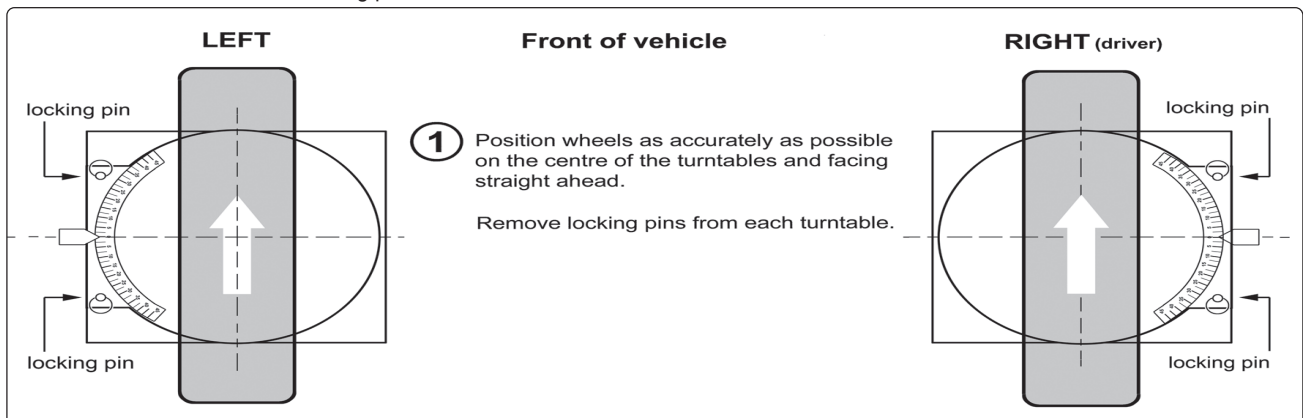 LEFT
Front of vehicle
RIGHT (driver)
locking pin
locking pin
1 Position wheels as accurately as possible
on the centre of the turntables and facing
straight ahead.
Remove locking pins from each turntable.
locking pin
locking pin